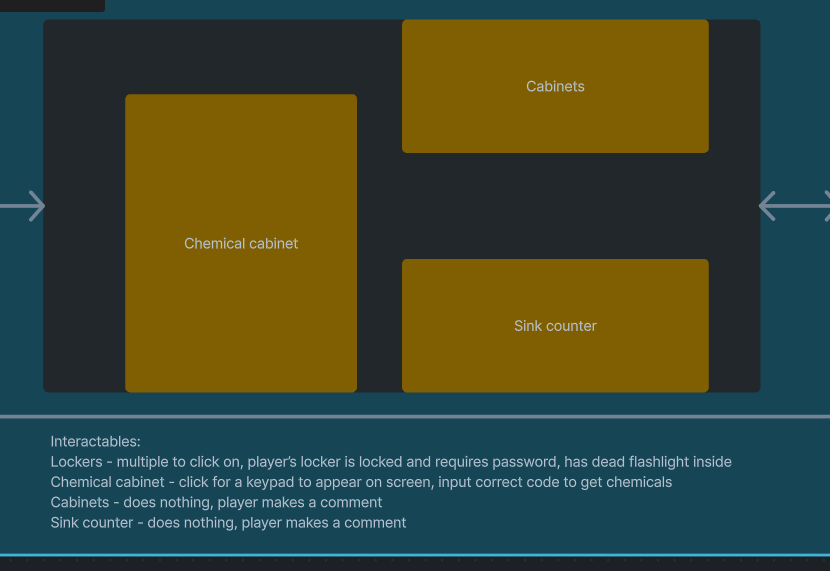 Cabinets
Chemical cabinet
Sink counter
Interactables:
Lockers - multiple to click on, player’s locker is locked and requires password, has dead flashlight inside
Chemical cabinet - click for a keypad to appear on screen, input correct code to get chemicals
Cabinets - does nothing, player makes a comment
Sink counter - does nothing, player makes a comment